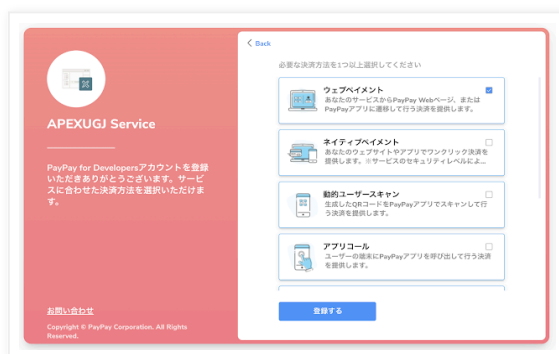 APEXUGJ Service
PayPay for Developersアカウントを登録
いただきありがとうございます。サービ
スに合わせた決済方法を選択いただけま
す。
お問い合わせ
Copyright © PayPay Corporation. All Rights
Reserved.
Back
必要な決済方法を1つ以上選択してください
ウェブペイメント
あなたのサービスからPayPay Webページ、または
PayPayアプリに遷移して行う決済を提供します。
ネイティブペイメント
あなたのウェブサイトやアプリでワンクリック決済を
提供します。※サービスのセキュリティレベルによ...
動的ユーザースキャン
生成したQRコードをPayPayアプリでスキャンして行
う決済を提供します。
アプリコール
ユーザーの端末にPayPayアプリを呼び出して行う決済
を提供します。
登録する